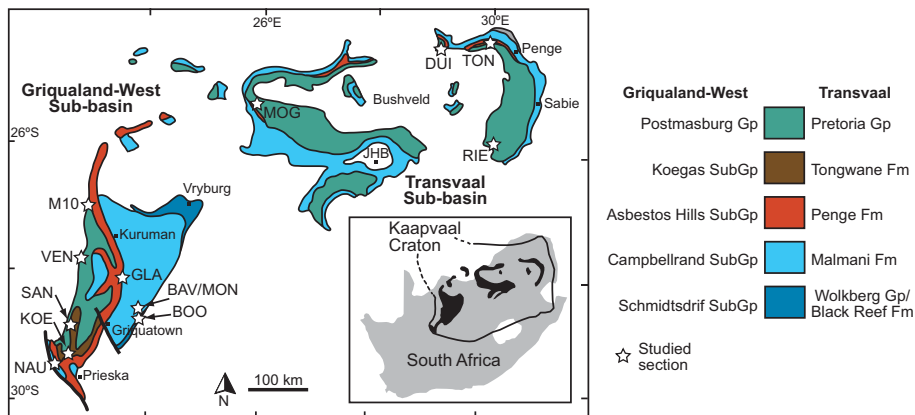 26ºE
30ºE
Penge
DUI
TON
Griqualand-West
Sub-basin
Bushveld
Sabie
MOG
26ºS
JHB
RIE
Transvaal
Sub-basin
Vryburg
M10
Kuruman
VEN
GLA
SAN
BAV/MON
KOE
BOO
Griquatown
NAU
Prieska
30ºS
N
100 km
Kaapvaal
Craton
South Africa
Griqualand-West
Transvaal
Postmasburg Gp
Pretoria Gp
Koegas SubGp
Tongwane Fm
Asbestos Hills SubGp
Penge Fm
Campbellrand SubGp
Malmani Fm
Schmidtsdrif SubGp
Wolkberg Gp/
Black Reef Fm
Studied
section